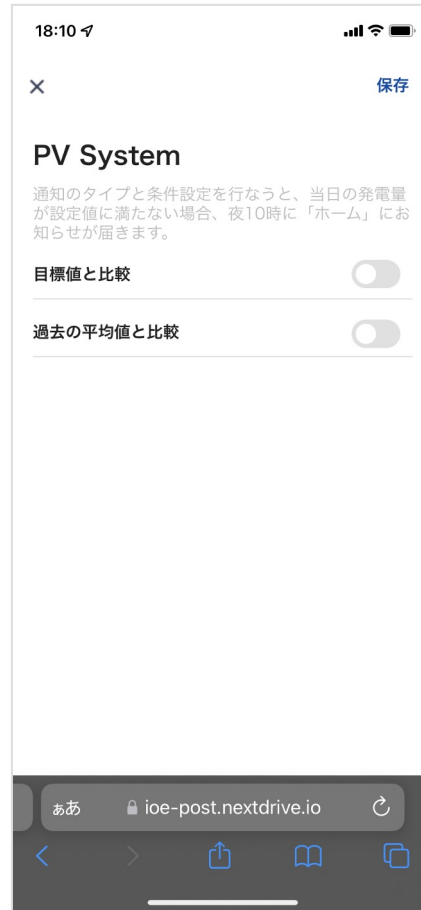 18:10
保存
PV System
通知のタイプと条件設定を行なうと、当日の発電量
が設定値に満たない場合、夜10時に「ホーム」にお
知らせが届きます。
目標値と比較
過去の平均値と比較
ぁあ ioe-post.nextdrive.io